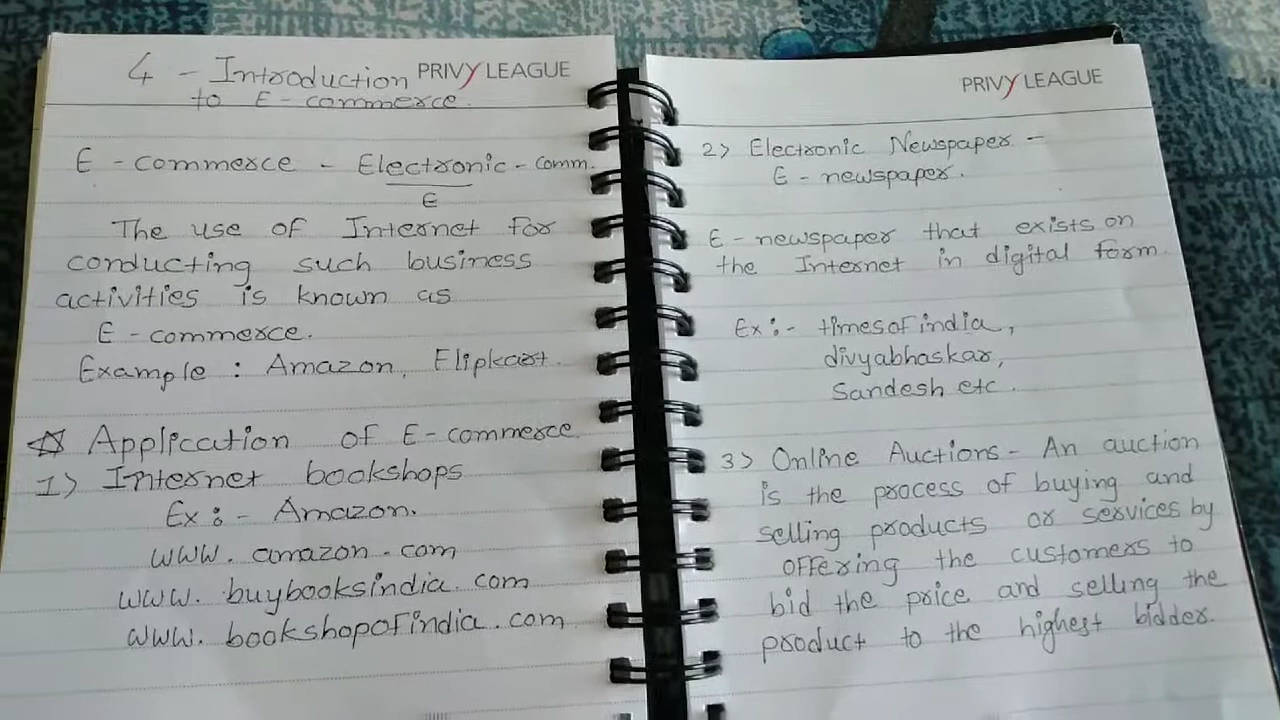 4 - Introduction PRIVY LEAGUE
to E-commerce.
E - commerce - Electronic-comm.
E
The use of Internet for
conducting such business
activities is known as
E - commerce.
Example : Amazon, Flipkart.
☆ Application of E-commerce
1> Internet bookshops
Ex :- Amazon.
www. amazon. com
www. buybooksindia. com
www. bookshopofindia. com
PRIVY LEAGUE
2> Electronic Newspaper -
E - newspaper.
E - newspaper that exists on
the Internet in digital form
Ex :- timesofindia,
divyabhaskar,
Sandesh etc.
3> Online Auctions - An auction
is the process of buying and
selling products or services by
offering the customers to
bid the price and selling the
product to the highest bidder.